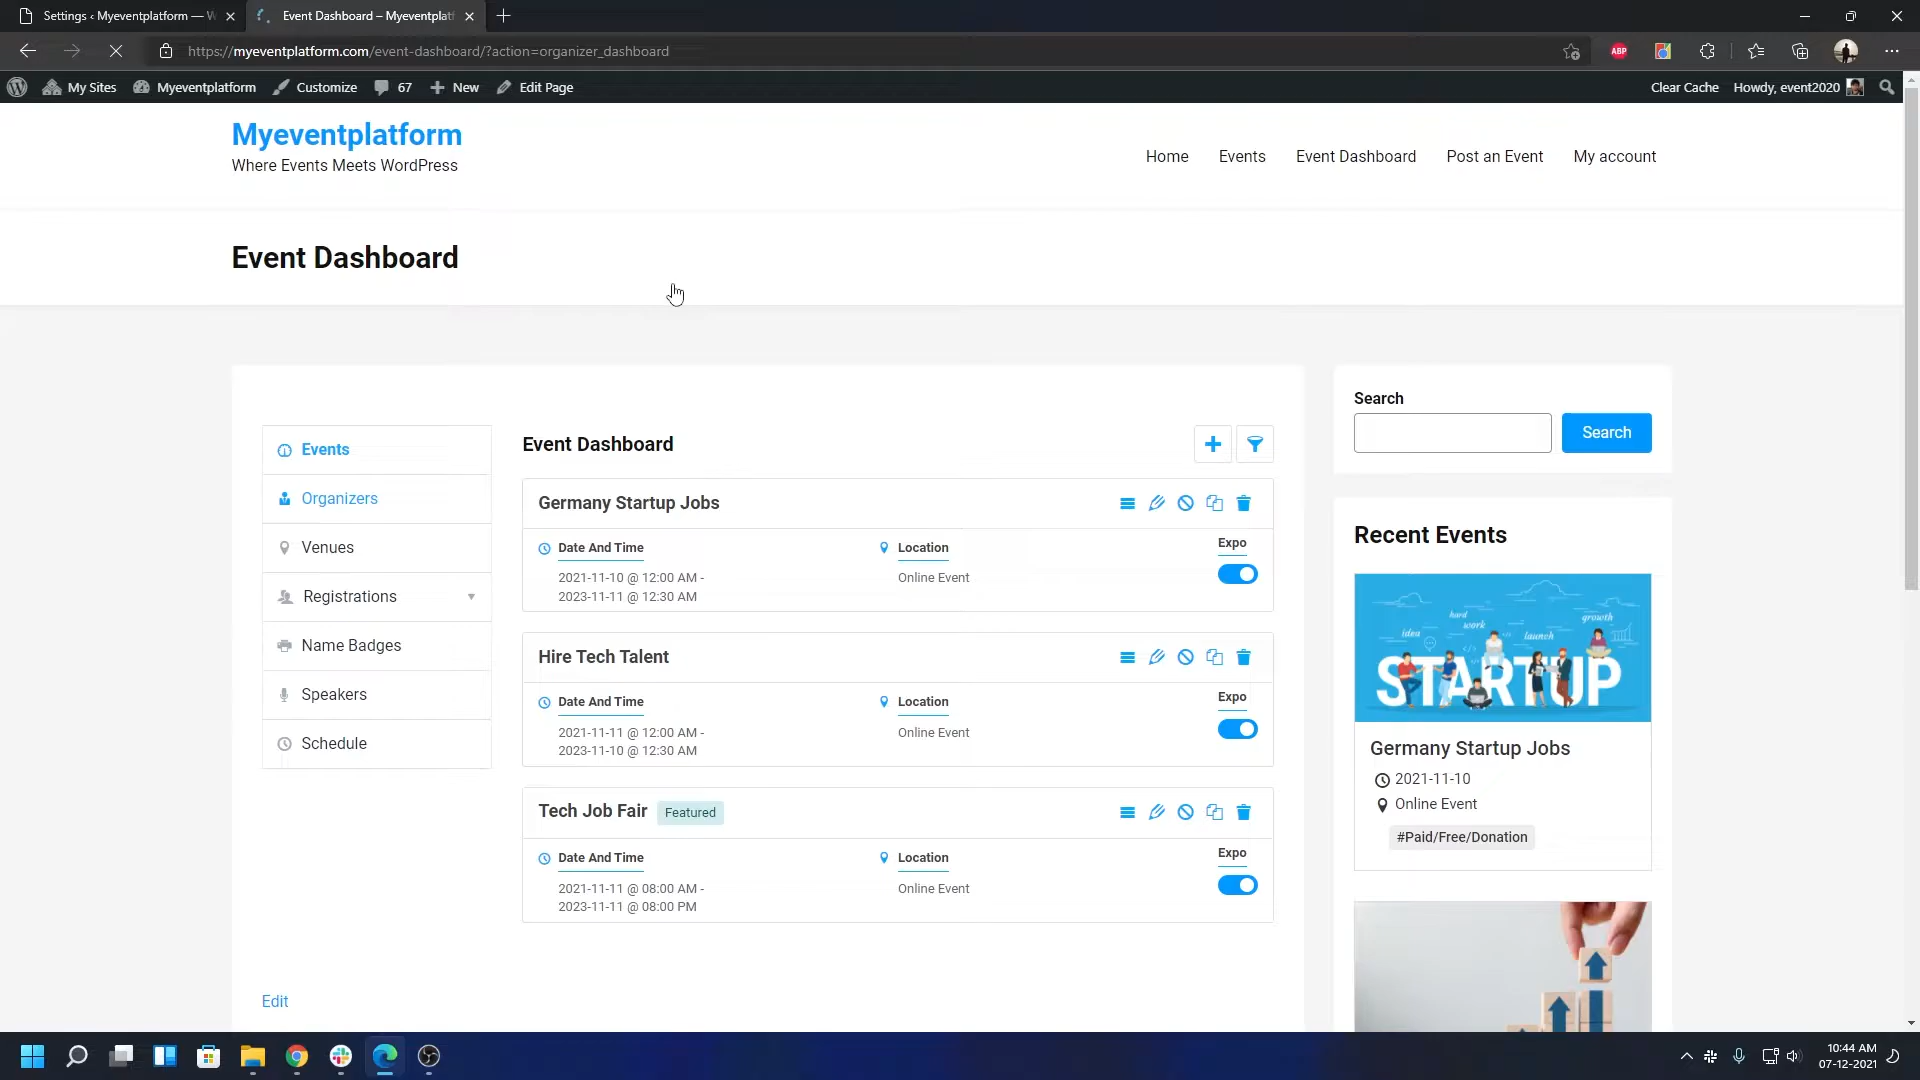 Settings ‹ Myeventplatform — W
Event Dashboard – Myeventplatf
https://myeventplatform.com/event-dashboard/?action=organizer_dashboard
ABP
My Sites
Myeventplatform
Customize
67
New
Edit Page
Clear Cache
Howdy, event2020
Myeventplatform
Where Events Meets WordPress
Home
Events
Event Dashboard
Post an Event
My account
Event Dashboard
Events
Organizers
Venues
Registrations
Name Badges
Speakers
Schedule
Event Dashboard
Germany Startup Jobs
Date And Time
2021-11-10 @ 12:00 AM -
2023-11-11 @ 12:30 AM
Location
Online Event
Expo
Hire Tech Talent
Date And Time
2021-11-11 @ 12:00 AM -
2023-11-10 @ 12:30 AM
Location
Online Event
Expo
Tech Job Fair
Featured
Date And Time
2021-11-11 @ 08:00 AM -
2023-11-11 @ 08:00 PM
Location
Online Event
Expo
Edit
Search
Search
Recent Events
idea
hard
work
launch
growth
STARTUP
Germany Startup Jobs
2021-11-10
Online Event
#Paid/Free/Donation
10:44 AM
07-12-2021